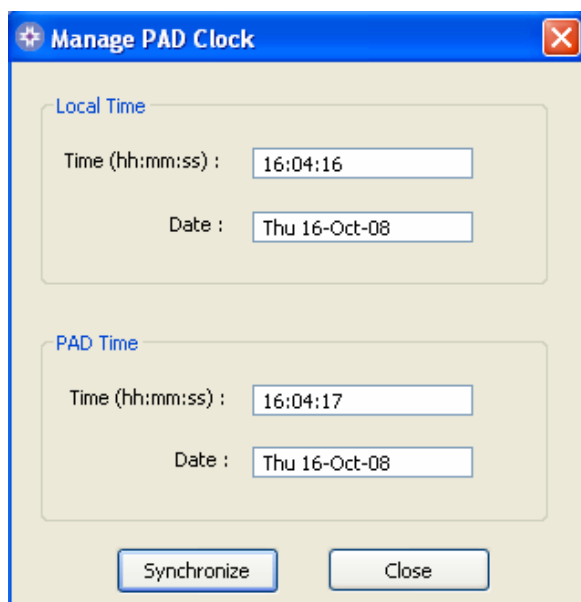 Manage PAD Clock
Local Time
Time (hh:mm:ss) : 16:04:16
Date : Thu 16-Oct-08
PAD Time
Time (hh:mm:ss) : 16:04:17
Date : Thu 16-Oct-08
Synchronize Close